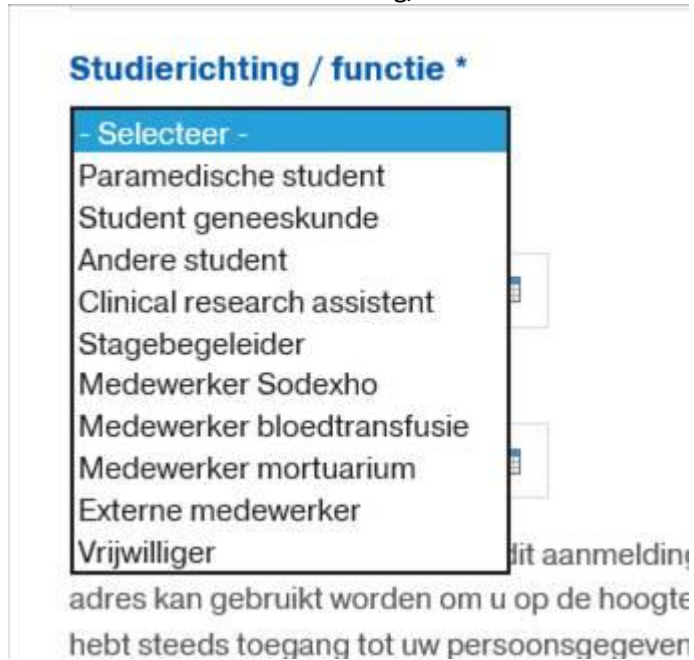 Studierichting / functie *
- Selecteer -
Paramedische student
Student geneeskunde
Andere student
Clinical research assistent
Stagebegeleider
Medewerker Sodexho
Medewerker bloedtransfusie
Medewerker mortuarium
Externe medewerker
Vrijwilliger
dit aanmelding
adres kan gebruikt worden om u op de hoogte
hebt steeds toegang tot uw persoonsgegeven